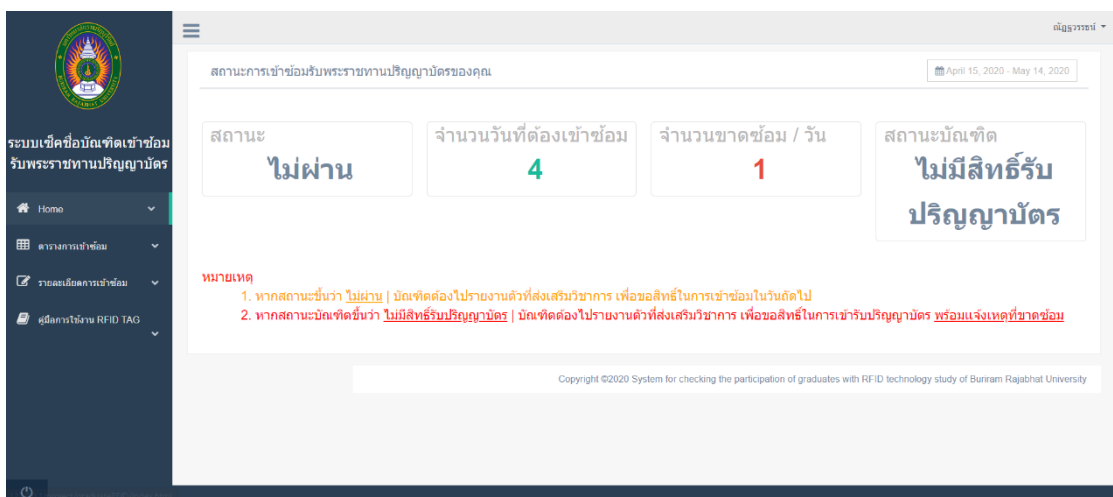 ณัฏฐวรรธน์
สถานะการเข้าซ้อมรับพระราชทานปริญญาบัตรของคุณ
April 15, 2020 - May 14, 2020
ระบบเช็คชื่อบัณฑิตเข้าซ้อม
รับพระราชทานปริญญาบัตร
Home
ตารางการเข้าซ้อม
รายละเอียดการเข้าซ้อม
คู่มือการใช้งาน RFID TAG
สถานะ
ไม่ผ่าน
จำนวนวันที่ต้องเข้าซ้อม
4
จำนวนขาดซ้อม / วัน
1
สถานะบัณฑิต
ไม่มีสิทธิ์รับ
ปริญญาบัตร
หมายเหตุ
1. หากสถานะขึ้นว่า ไม่ผ่าน | บัณฑิตต้องไปรายงานตัวที่ส่งเสริมวิชาการ เพื่อขอสิทธิ์ในการเข้าซ้อมในวันถัดไป
2. หากสถานะบัณฑิตขึ้นว่า ไม่มีสิทธิ์รับปริญญาบัตร | บัณฑิตต้องไปรายงานตัวที่ส่งเสริมวิชาการ เพื่อขอสิทธิ์ในการเข้ารับปริญญาบัตร พร้อมแจ้งเหตุที่ขาดซ้อม
Copyright ©2020 System for checking the participation of graduates with RFID technology study of Buriram Rajabhat University